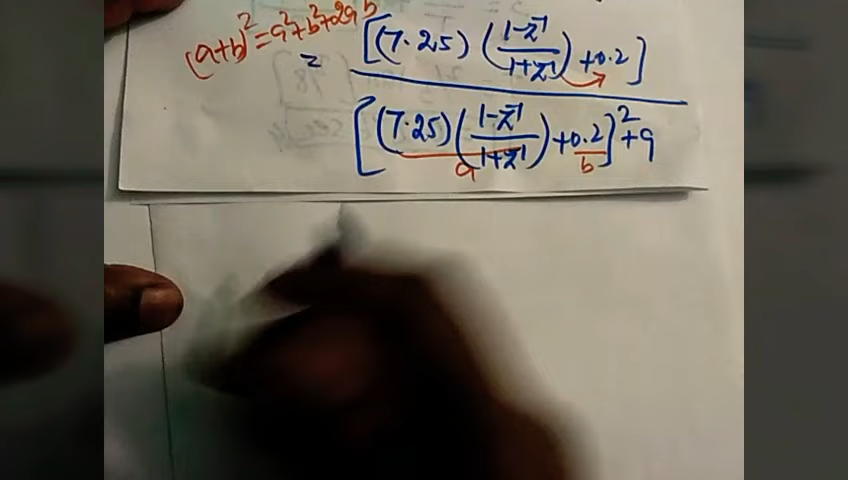 (a+b)² = a²+b²+2ab
= [(7.25) (1-z⁻¹/1+z⁻¹) +0.2]
[(7.25) (1-z⁻¹/1+z⁻¹) +0.2]² +9
a b